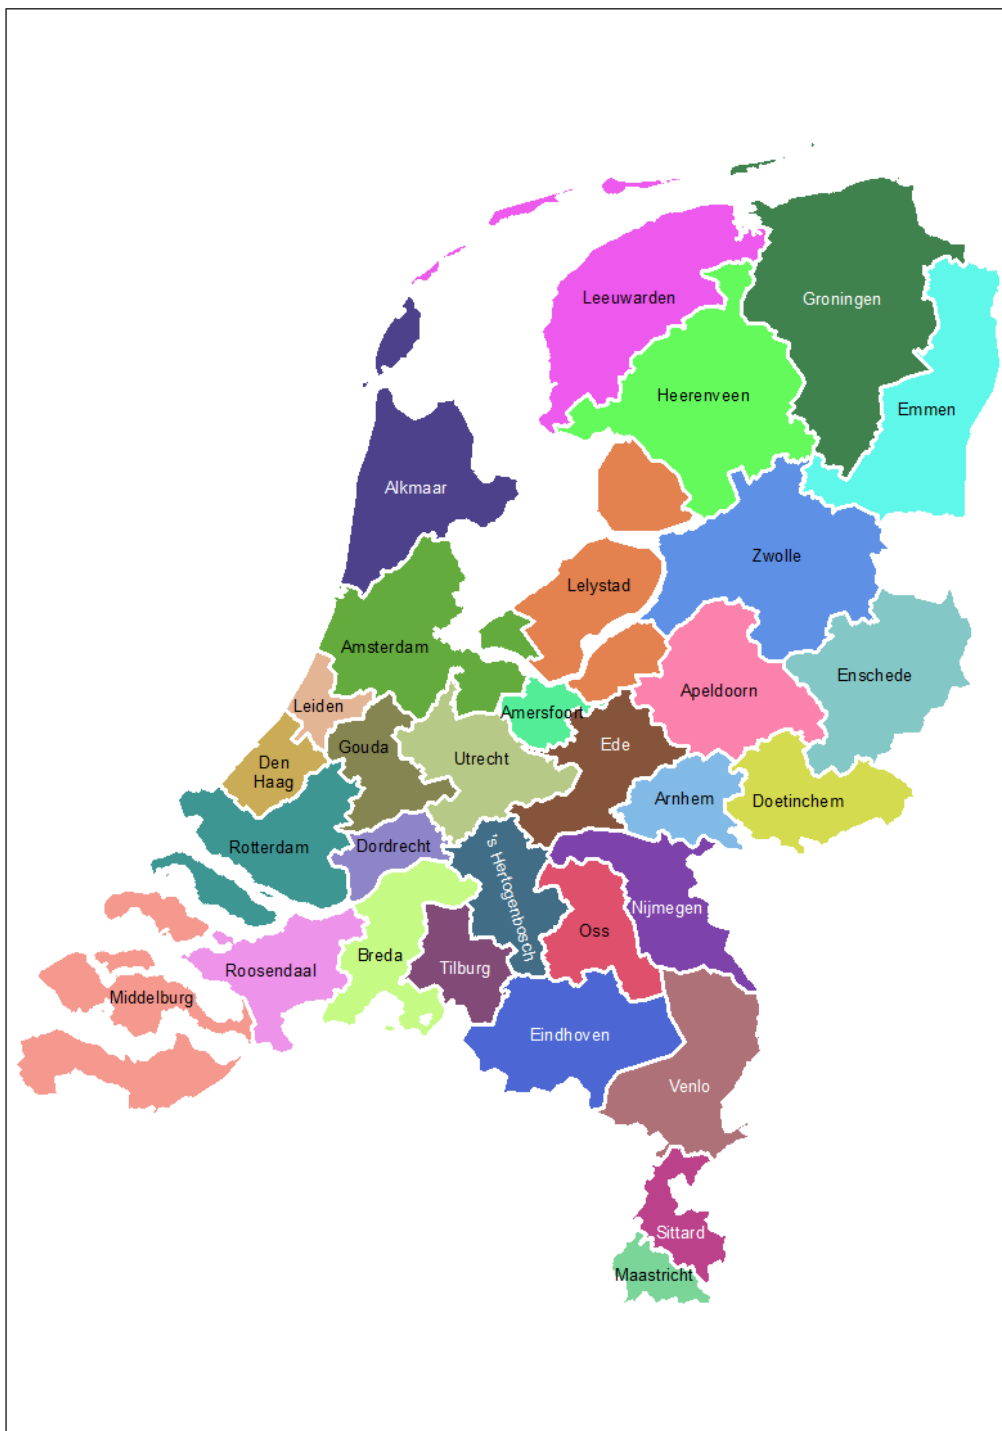 Leeuwarden
Groningen
Heerenveen
Emmen
Alkmaar
Zwolle
Lelystad
Amsterdam
Enschede
Apeldoorn
Leiden
Amersfoort
Gouda
Ede
Utrecht
Den
Haag
Arnhem
Doetinchem
Rotterdam
Dordrecht
's Hertogenbosch
Nijmegen
Oss
Breda
Tilburg
Roosendaal
Middelburg
Eindhoven
Venlo
Sittard
Maastricht